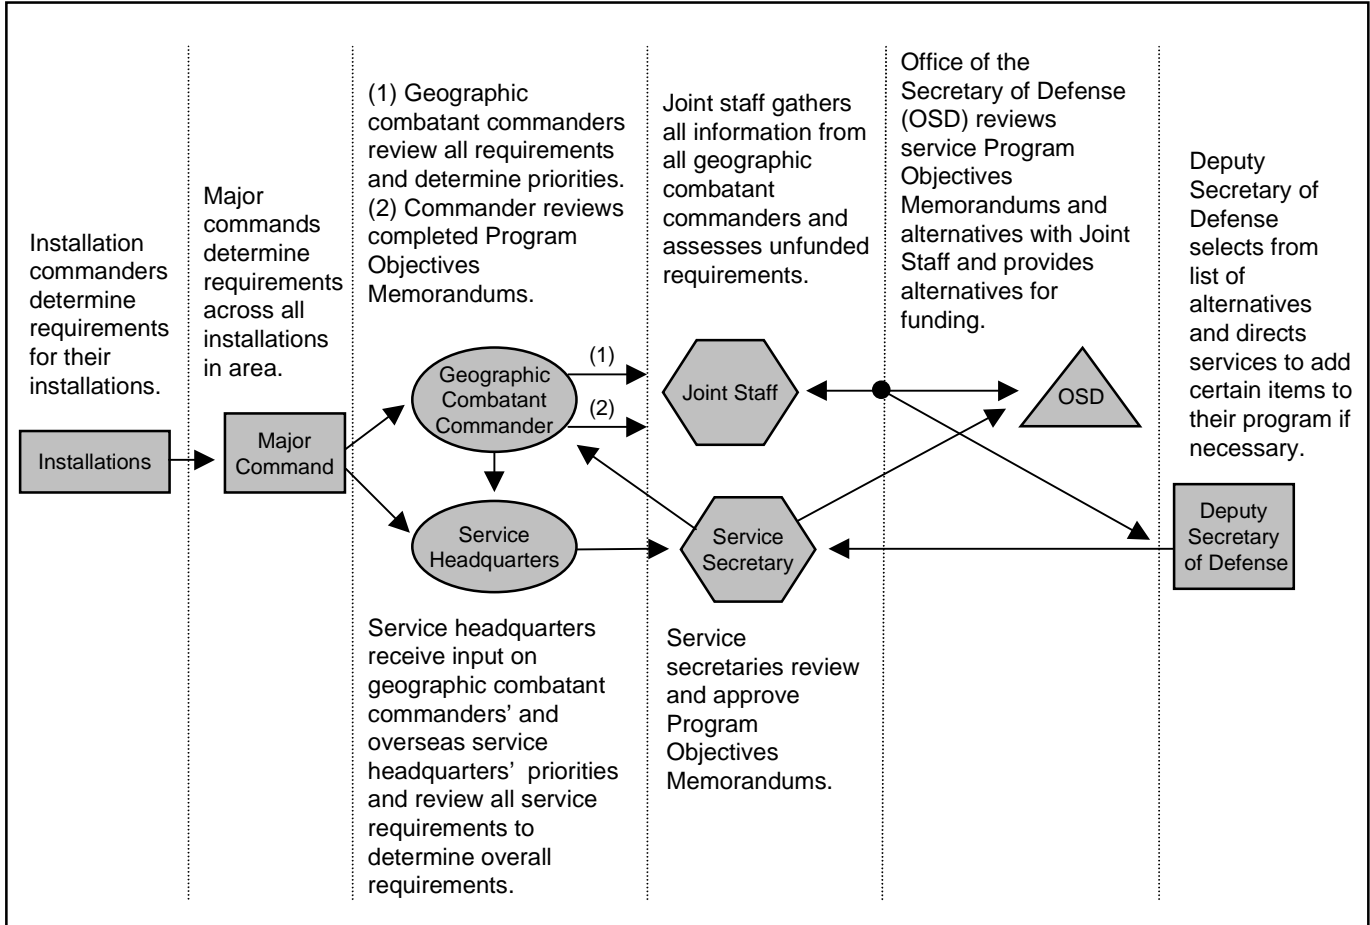 Installation
commanders
determine
requirements
for their
installations.
Installations
Major
commands
determine
requirements
across all
installations
in area.
Major
Command
(1) Geographic
combatant commanders
review all requirements
and determine priorities.
(2) Commander reviews
completed Program
Objectives
Memorandums.
Geographic
Combatant
Commander
(1)
(2)
Service
Headquarters
Service headquarters
receive input on
geographic combatant
commanders’ and
overseas service
headquarters’ priorities
and review all service
requirements to
determine overall
requirements.
Joint staff gathers
all information from
all geographic
combatant
commanders and
assesses unfunded
requirements.
Joint Staff
Service
Secretary
Service
secretaries review
and approve
Program
Objectives
Memorandums.
Office of the
Secretary of Defense
(OSD) reviews
service Program
Objectives
Memorandums and
alternatives with Joint
Staff and provides
alternatives for
funding.
OSD
Deputy
Secretary of
Defense
selects from
list of
alternatives
and directs
services to add
certain items to
their program if
necessary.
Deputy
Secretary
of Defense